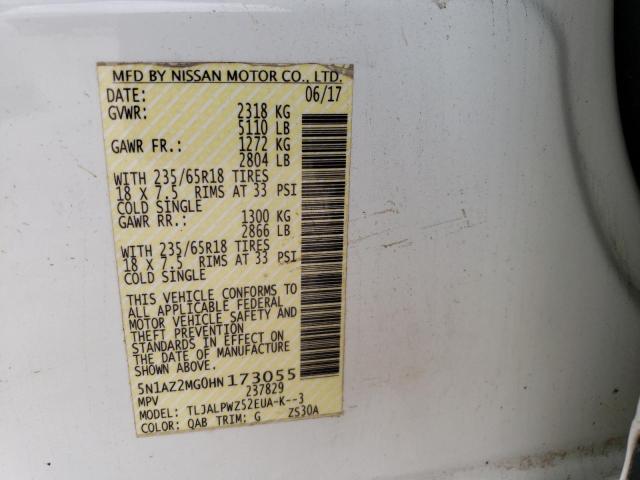 MFD BY NISSAN MOTOR CO., LTD.
DATE: 06/17
GVWR: 2318 KG
5110 LB
GAWR FR.: 1272 KG
2804 LB
WITH 235/65R18 TIRES
18 X 7.5 RIMS AT 33 PSI
COLD SINGLE
GAWR RR.: 1300 KG
2866 LB
WITH 235/65R18 TIRES
18 X 7.5 RIMS AT 33 PSI
COLD SINGLE
THIS VEHICLE CONFORMS TO
ALL APPLICABLE FEDERAL
MOTOR VEHICLE SAFETY AND
THEFT PREVENTION
STANDARDS IN EFFECT ON
THE DATE OF MANUFACTURE
5N1AZ2MG0HN173055
MPV 237829
MODEL: TLJALPWZ52EUA-K--3
COLOR: QAB TRIM: G ZS30A